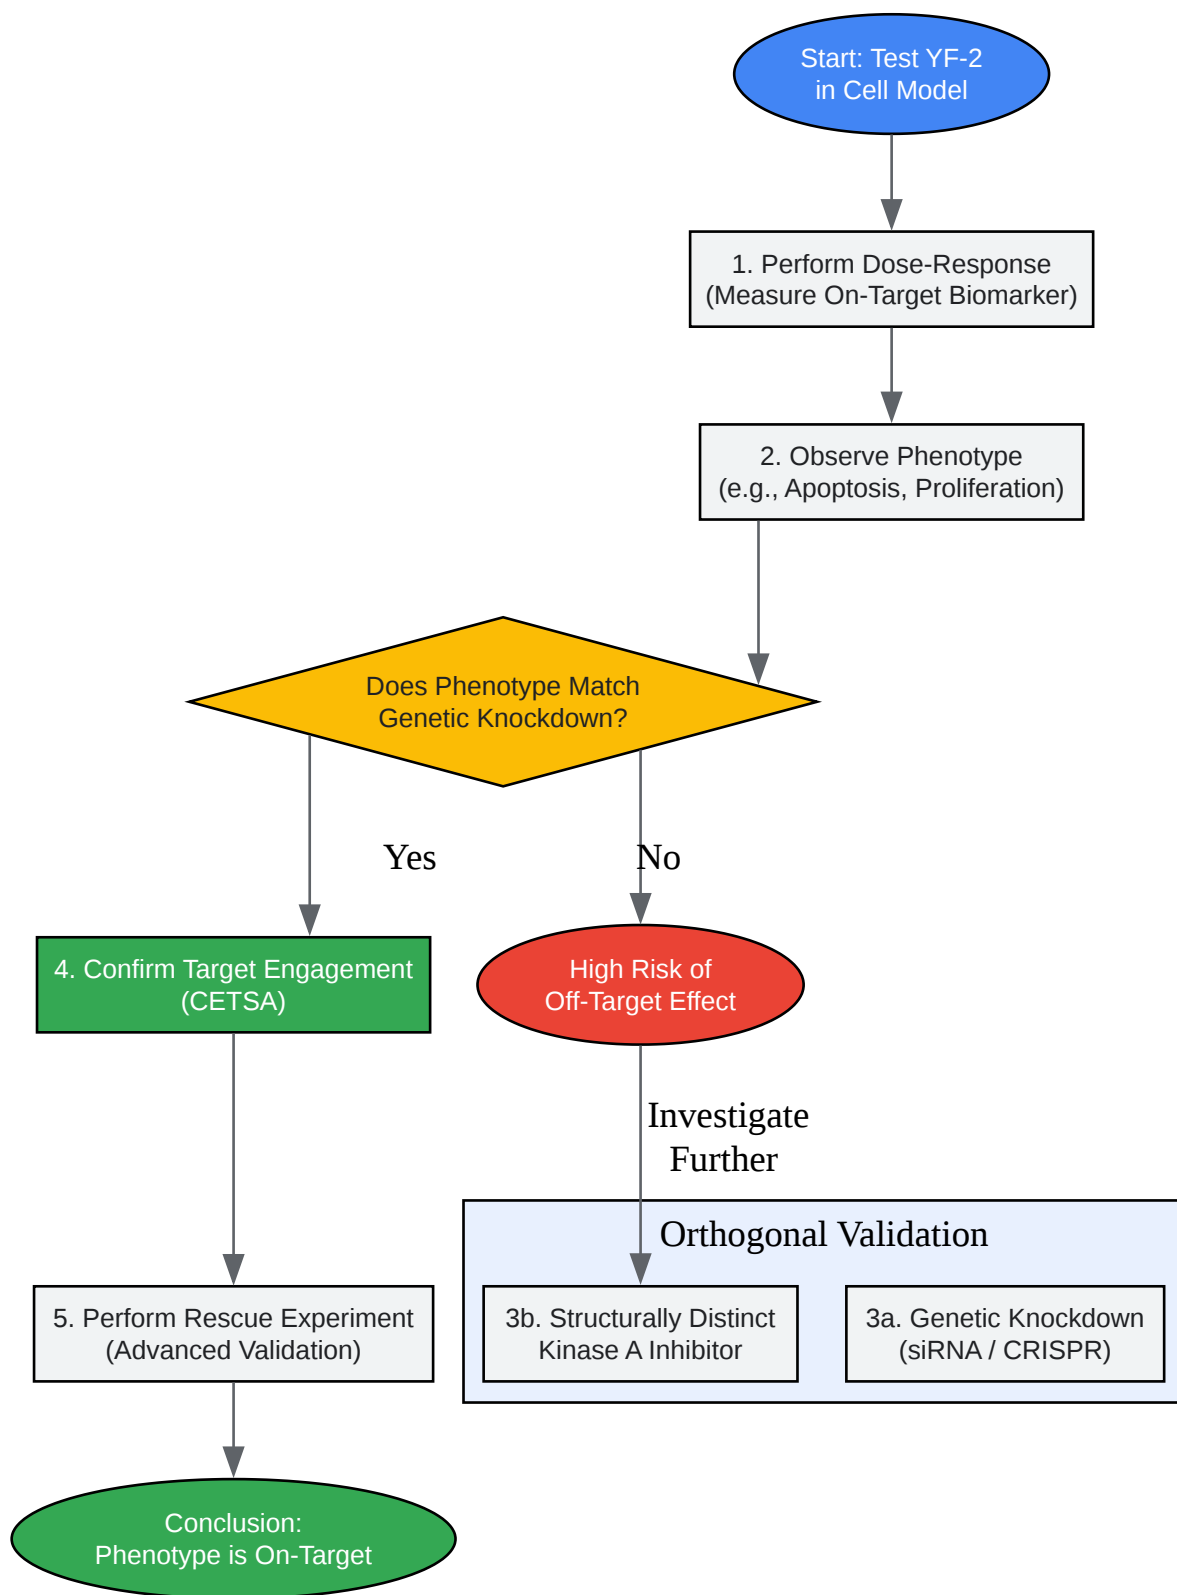 Start: Test YF-2
in Cell Model
1. Perform Dose-Response
(Measure On-Target Biomarker)
2. Observe Phenotype
(e.g., Apoptosis, Proliferation)
Does Phenotype Match
Genetic Knockdown?
Yes
No
4. Confirm Target Engagement
(CETSA)
High Risk of
Off-Target Effect
Investigate
Further
Orthogonal Validation
5. Perform Rescue Experiment
(Advanced Validation)
3b. Structurally Distinct
Kinase A Inhibitor
3a. Genetic Knockdown
(siRNA / CRISPR)
Conclusion:
Phenotype is On-Target